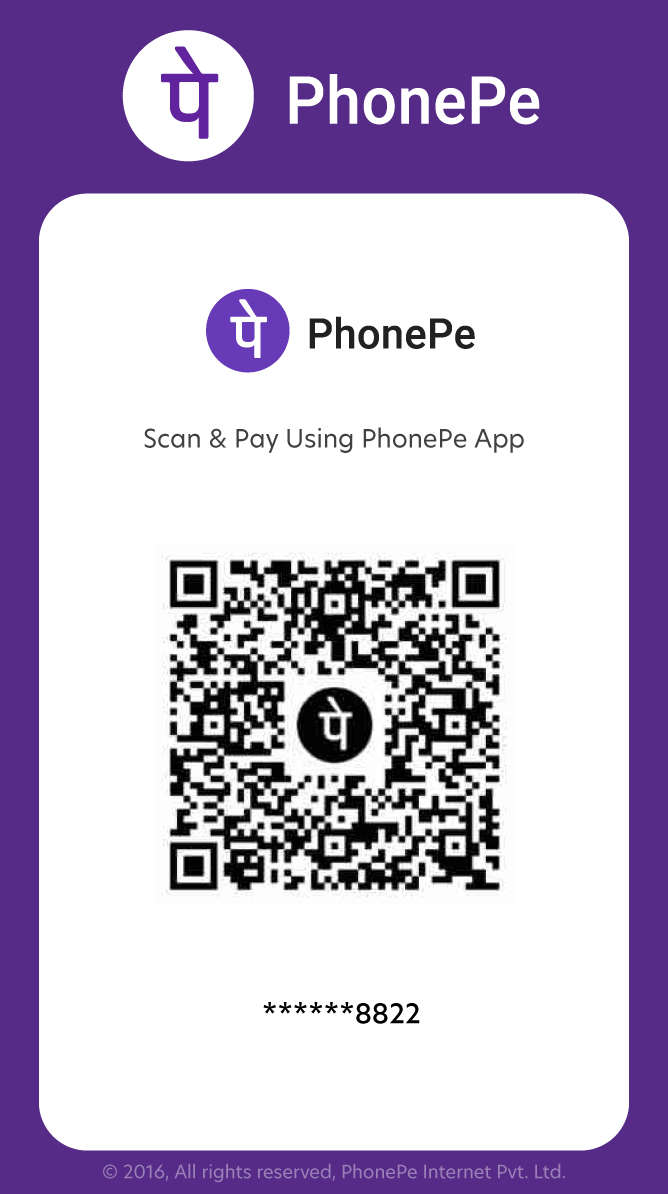 पे PhonePe
पे PhonePe
Scan & Pay Using PhonePe App
पे
******8822
© 2016, All rights reserved, PhonePe Internet Pvt. Ltd.